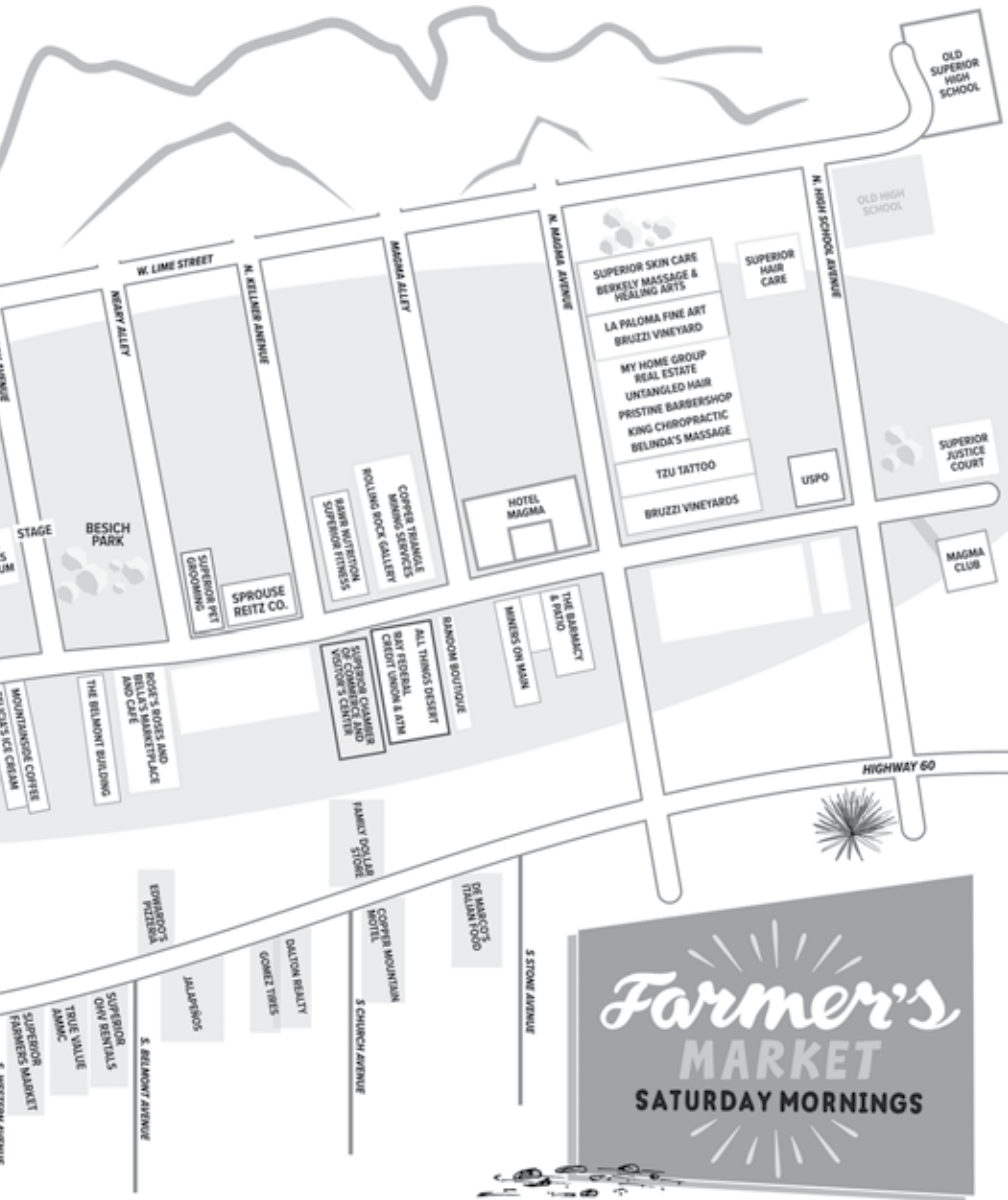 OLD
SUPERIOR
HIGH
SCHOOL
OLD HIGH
SCHOOL
N. HIGH SCHOOL AVENUE
W. LIME STREET
NEARY ALLEY
N. KELLNER ANENUE
MAGMA ALLEY
N. MAGMA AVENUE
AVENUE
SUPERIOR SKIN CARE
BERKELY MASSAGE &
HEALING ARTS
LA PALOMA FINE ART
BRUZZI VINEYARD
MY HOME GROUP
REAL ESTATE
UNTANGLED HAIR
PRISTINE BARBERSHOP
KING CHIROPRACTIC
BELINDA'S MASSAGE
TZU TATTOO
BRUZZI VINEYARDS
SUPERIOR
HAIR
CARE
USPO
SUPERIOR
JUSTICE
COURT
MAGMA
CLUB
STAGE
BESICH
PARK
SUPERIOR PET
GROOMING
SPROUSE
REITZ CO.
RAWR NUTRITION
SUPERIOR FITNESS
COPPER TRIANGLE
MINING SERVICES
ROLLING ROCK GALLERY
HOTEL
MAGMA
MOUNTAINSIDE COFFEE
ICE CREAM
THE BELMONT BUILDING
ROSE'S ROSES AND
BELLA'S MARKETPLACE
AND CAFÉ
SUPERIOR CHAMBER
OF COMMERCE AND
VISITOR'S CENTER
ALL THINGS DESERT
RAY FEDERAL
CREDIT UNION & ATM
RANDOM BOUTIQUE
MINERS ON MAIN
THE BARMACY
& PATIO
HIGHWAY 60
FAMILY DOLLAR
STORE
EDWARDO'S
PIZZERIA
JALAPEÑOS
GOMEZ TIRES
DALTON REALTY
COPPER MOUNTAIN
MOTEL
DE MARCO'S
ITALIAN FOOD
SUPERIOR
FARMERS MARKET
TRUE VALUE
AMMC
SUPERIOR
OHV RENTALS
S. BELMONT AVENUE
S CHURCH AVENUE
S STONE AVENUE
Farmer's
MARKET
SATURDAY MORNINGS